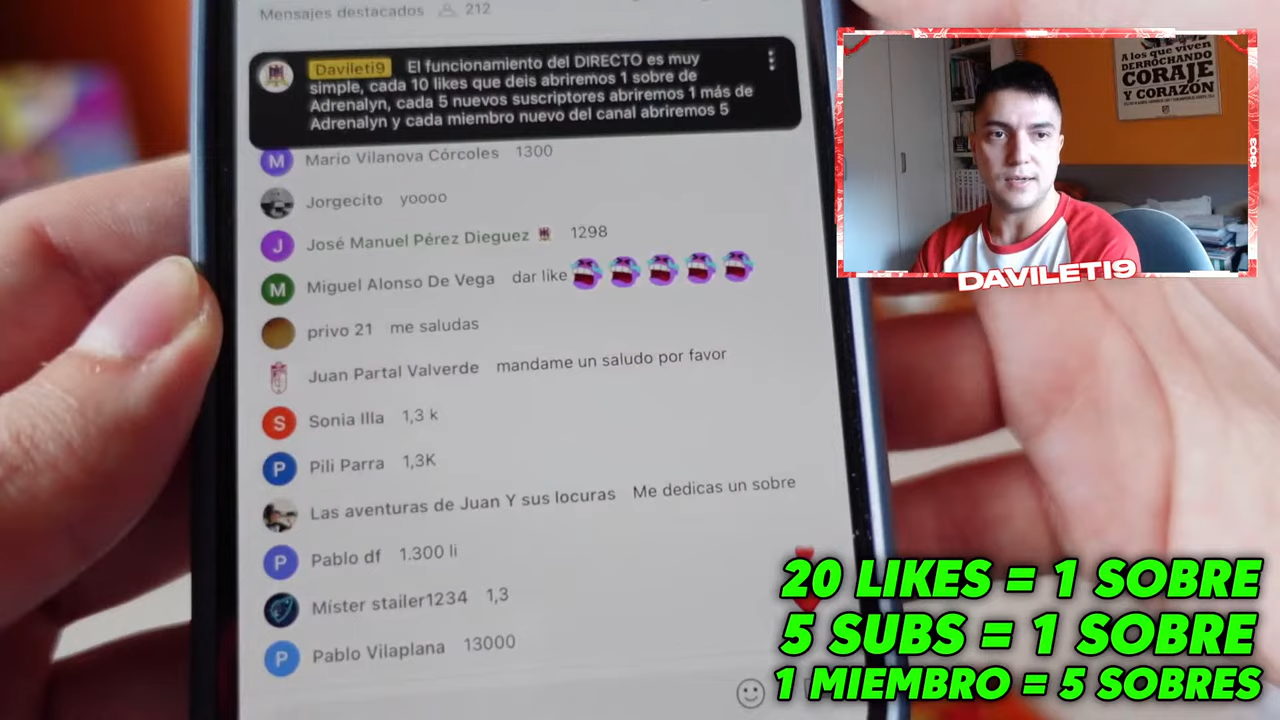 Mensajes destacados 212
Davileti9 El funcionamiento del DIRECTO es muy
simple, cada 10 likes que deis abriremos 1 sobre de
Adrenalyn, cada 5 nuevos suscriptores abriremos 1 más de
Adrenalyn y cada miembro nuevo del canal abriremos 5
M Mario Vilanova Córcoles 1300
Jorgecito yoooo
J José Manuel Pérez Dieguez 1298
M Miguel Alonso De Vega dar like
privo 21 me saludas
Juan Partal Valverde mandame un saludo por favor
S Sonia Illa 1,3 k
P Pili Parra 1,3K
Las aventuras de Juan Y sus locuras Me dedicas un sobre
P Pablo df 1.300 li
Míster stailer1234 1,3
P Pablo Vilaplana 13000
A los que viven
DERROCHANDO
CORAJE
Y CORAZÓN
1903
DAVILETI9
20 LIKES = 1 SOBRE
5 SUBS = 1 SOBRE
1 MIEMBRO = 5 SOBRES